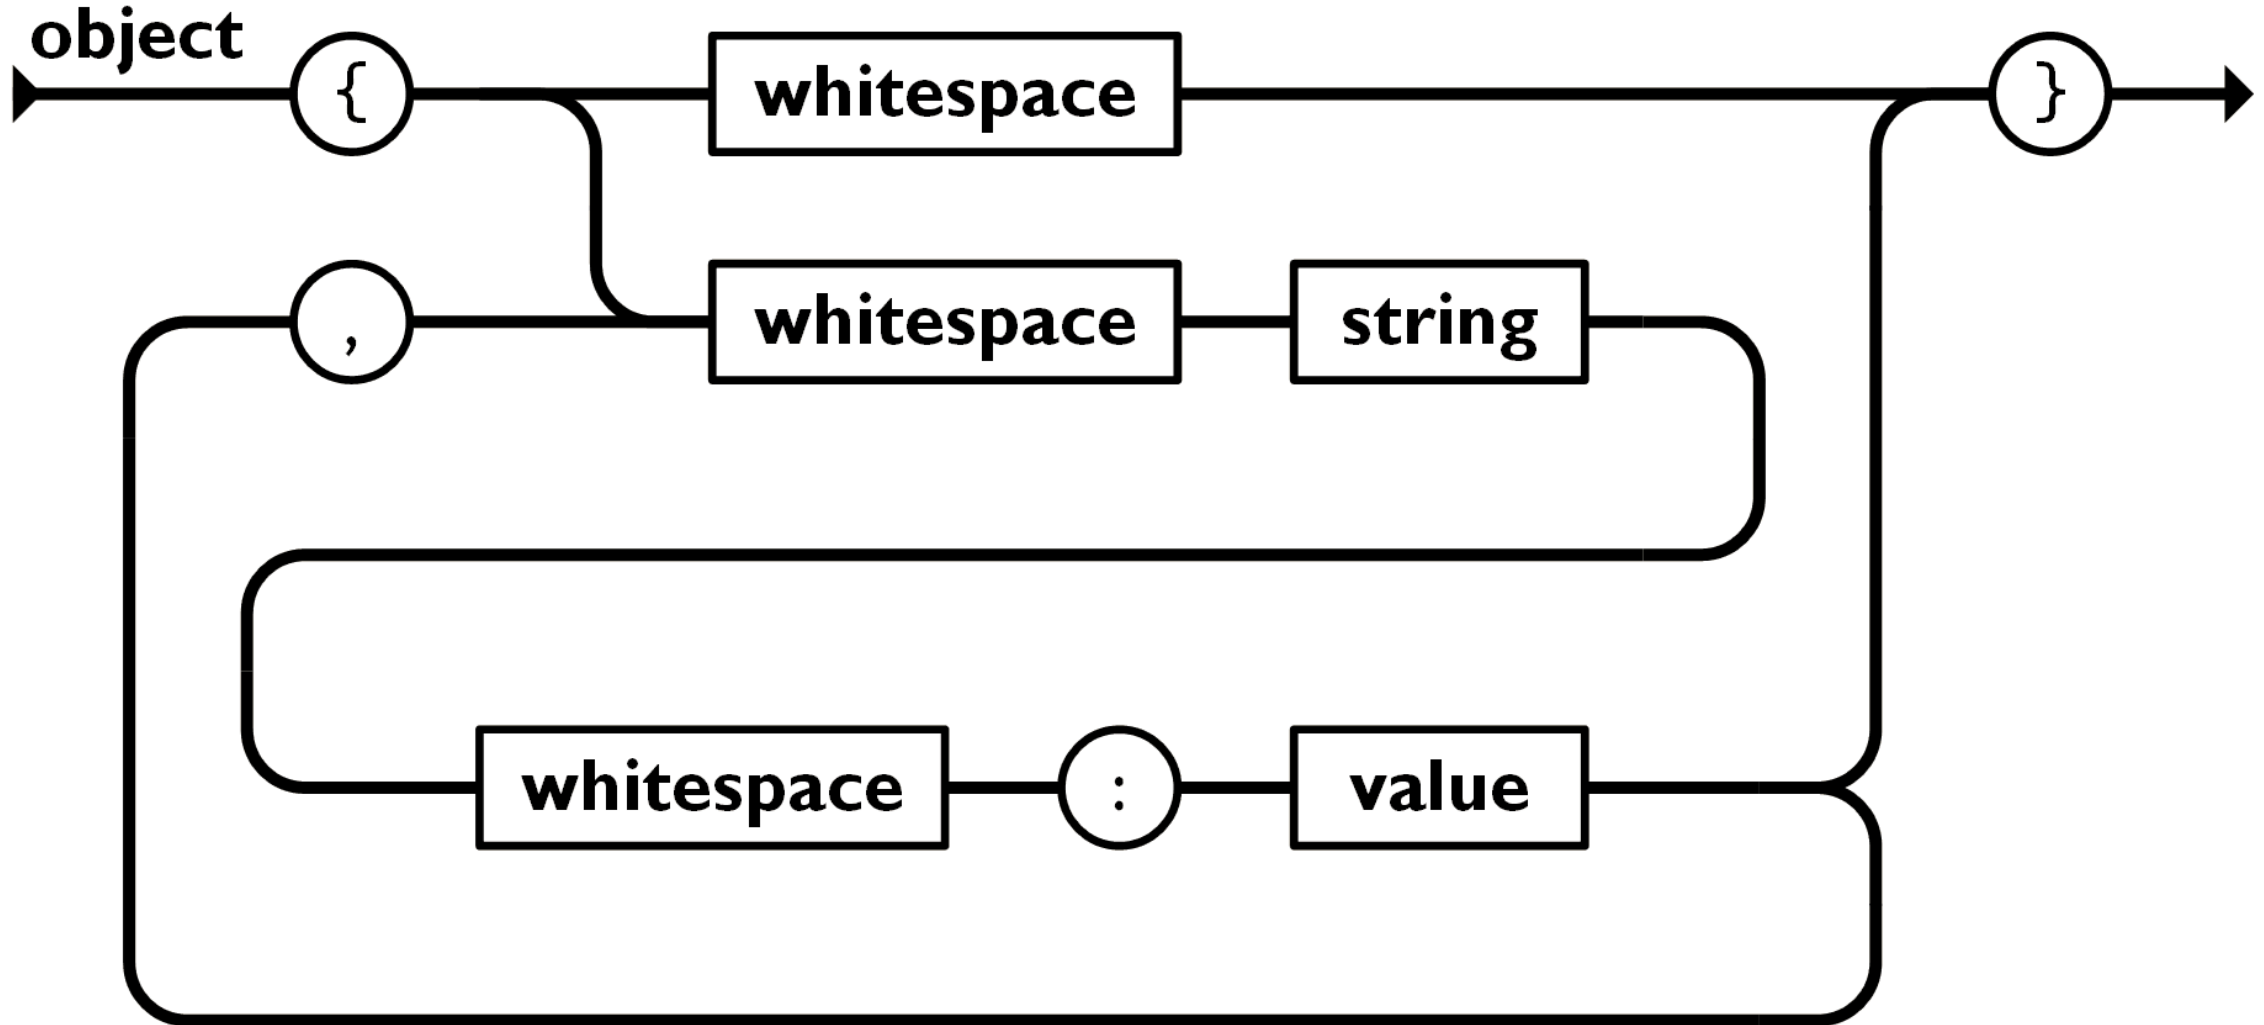 object
{ whitespace }
, whitespace string
whitespace : value